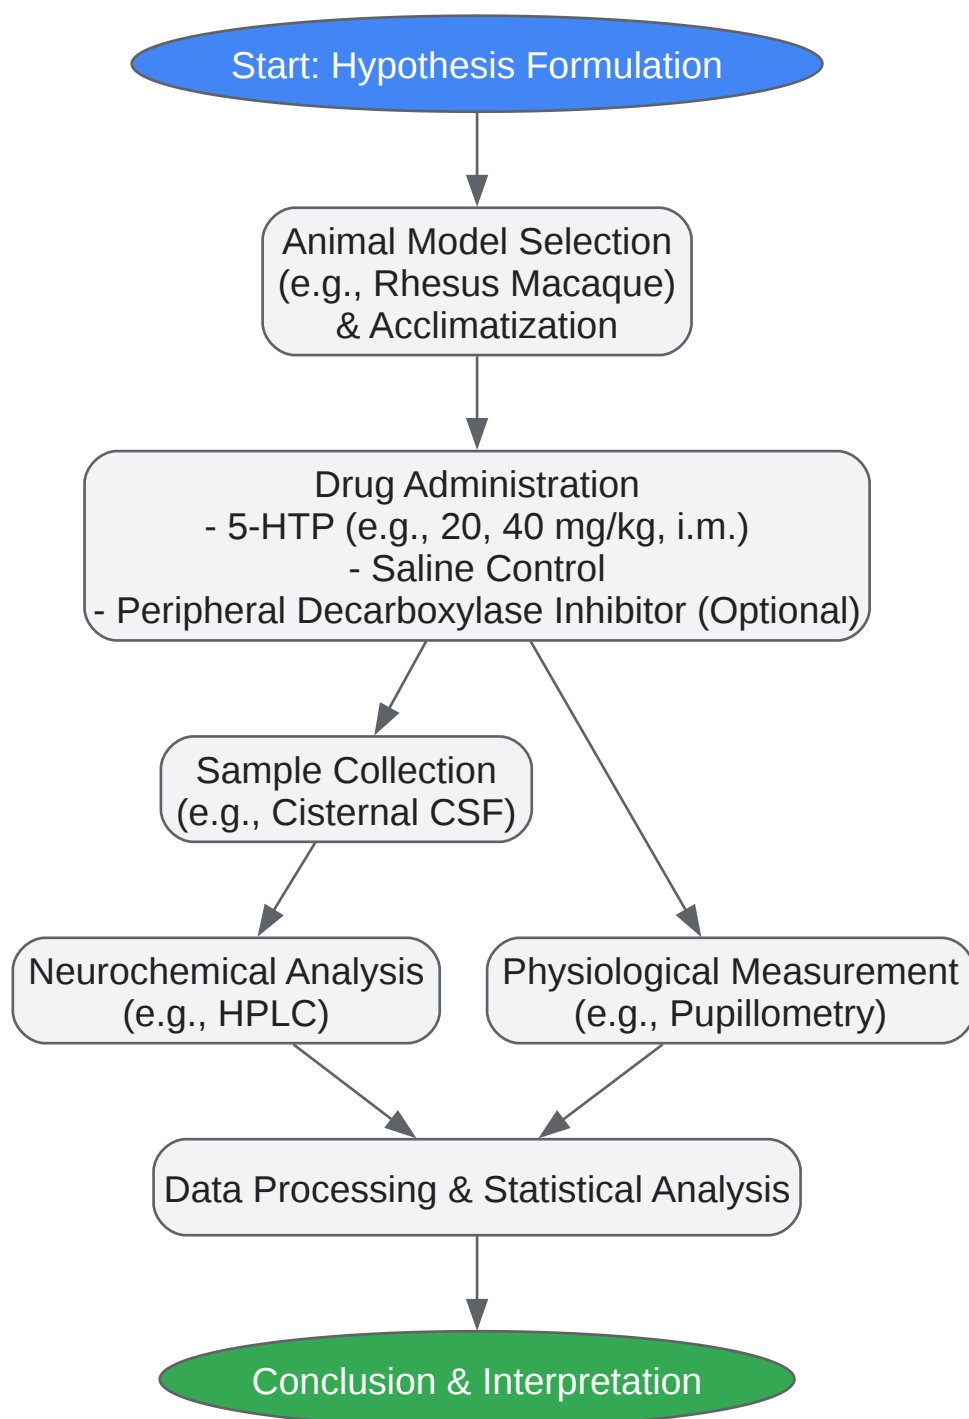 Start: Hypothesis Formulation
Animal Model Selection
(e.g., Rhesus Macaque)
& Acclimatization
Drug Administration
- 5-HTP (e.g., 20, 40 mg/kg, i.m.)
- Saline Control
- Peripheral Decarboxylase Inhibitor (Optional)
Sample Collection
(e.g., Cisternal CSF)
Neurochemical Analysis
(e.g., HPLC)
Physiological Measurement
(e.g., Pupillometry)
Data Processing & Statistical Analysis
Conclusion & Interpretation